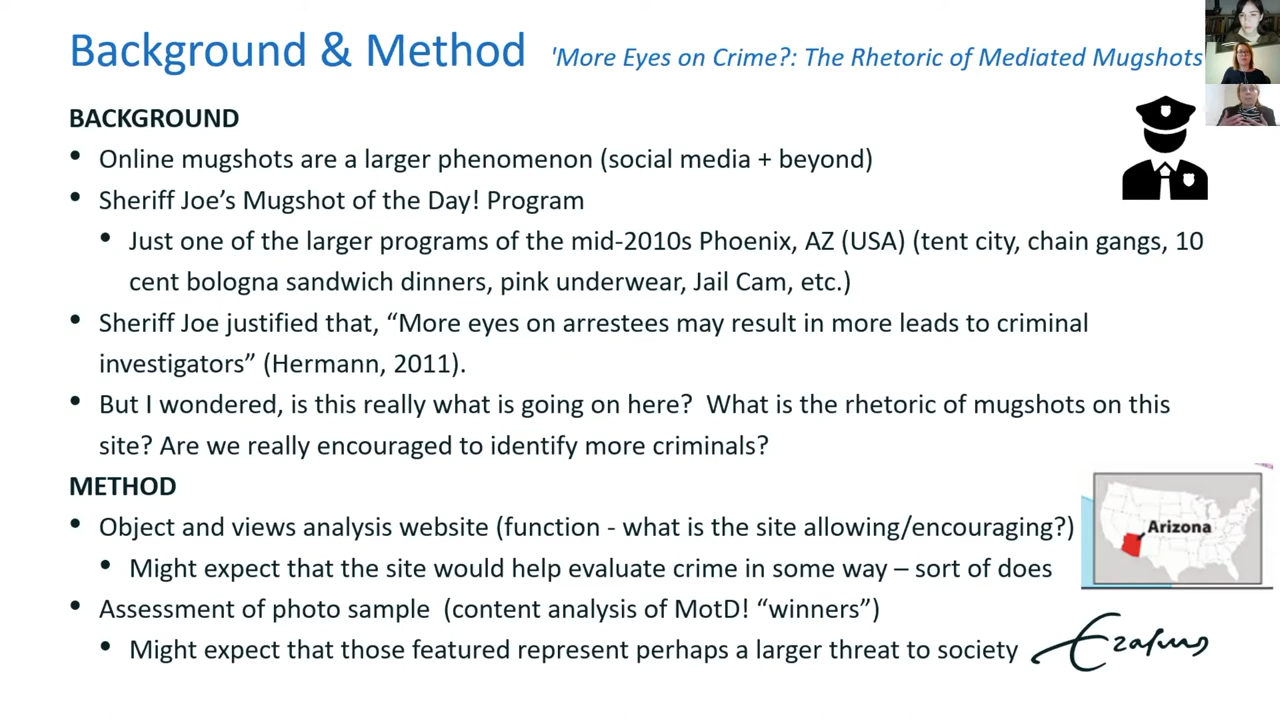 Background & Method 'More Eyes on Crime?: The Rhetoric of Mediated Mugshots
BACKGROUND
• Online mugshots are a larger phenomenon (social media + beyond)
• Sheriff Joe’s Mugshot of the Day! Program
• Just one of the larger programs of the mid-2010s Phoenix, AZ (USA) (tent city, chain gangs, 10
cent bologna sandwich dinners, pink underwear, Jail Cam, etc.)
• Sheriff Joe justified that, “More eyes on arrestees may result in more leads to criminal
investigators” (Hermann, 2011).
• But I wondered, is this really what is going on here?  What is the rhetoric of mugshots on this
site? Are we really encouraged to identify more criminals?
METHOD
• Object and views analysis website (function - what is the site allowing/encouraging?)
Arizona
• Might expect that the site would help evaluate crime in some way – sort of does
• Assessment of photo sample  (content analysis of MotD! “winners”)
• Might expect that those featured represent perhaps a larger threat to society
Erasmus